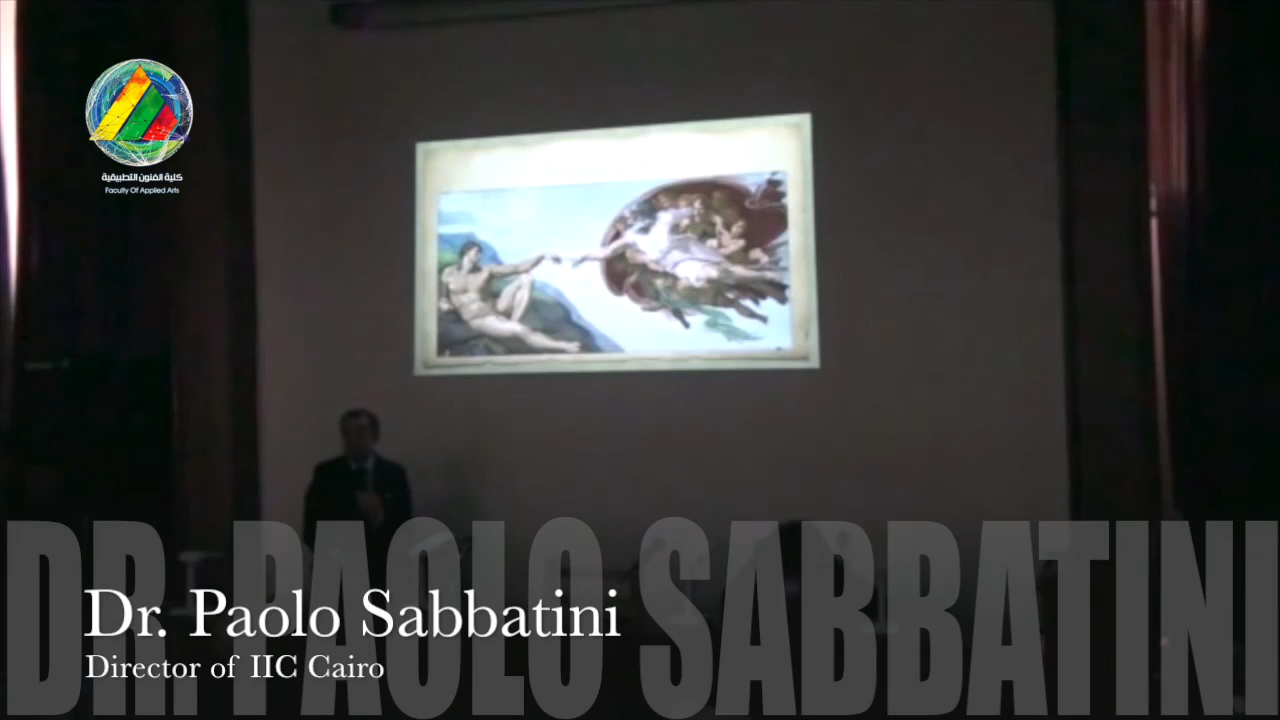 كلية الفنون التطبيقية
Faculty Of Applied Arts
DR. PAOLO SABBATINI
Dr. Paolo Sabbatini
Director of IIC Cairo